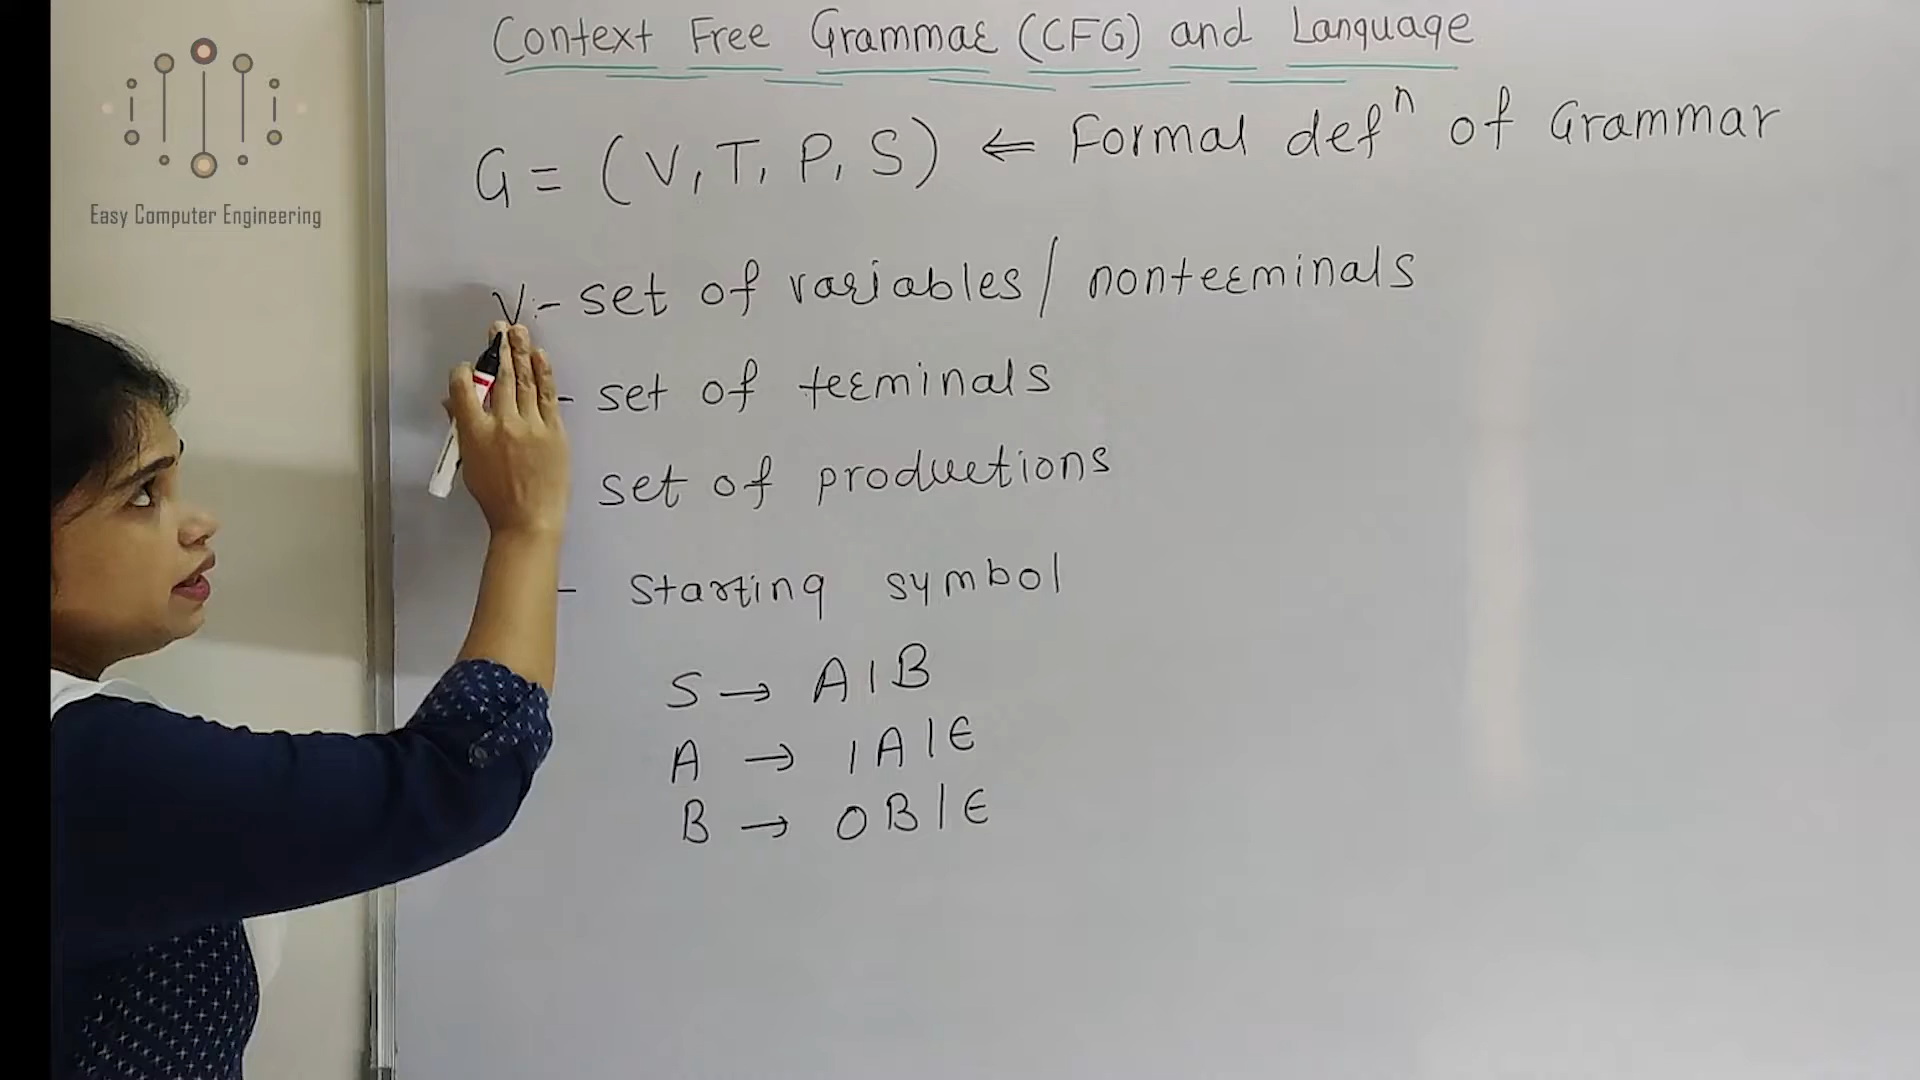 Easy Computer Engineering
Context Free Grammar (CFG) and Language
G = (V, T, P, S) ⇐ Formal defⁿ of Grammar
V:- set of variables / nonterminals
- set of terminals
set of productions
- starting symbol
S → A | B
A → 1A | ϵ
B → 0B | ϵ